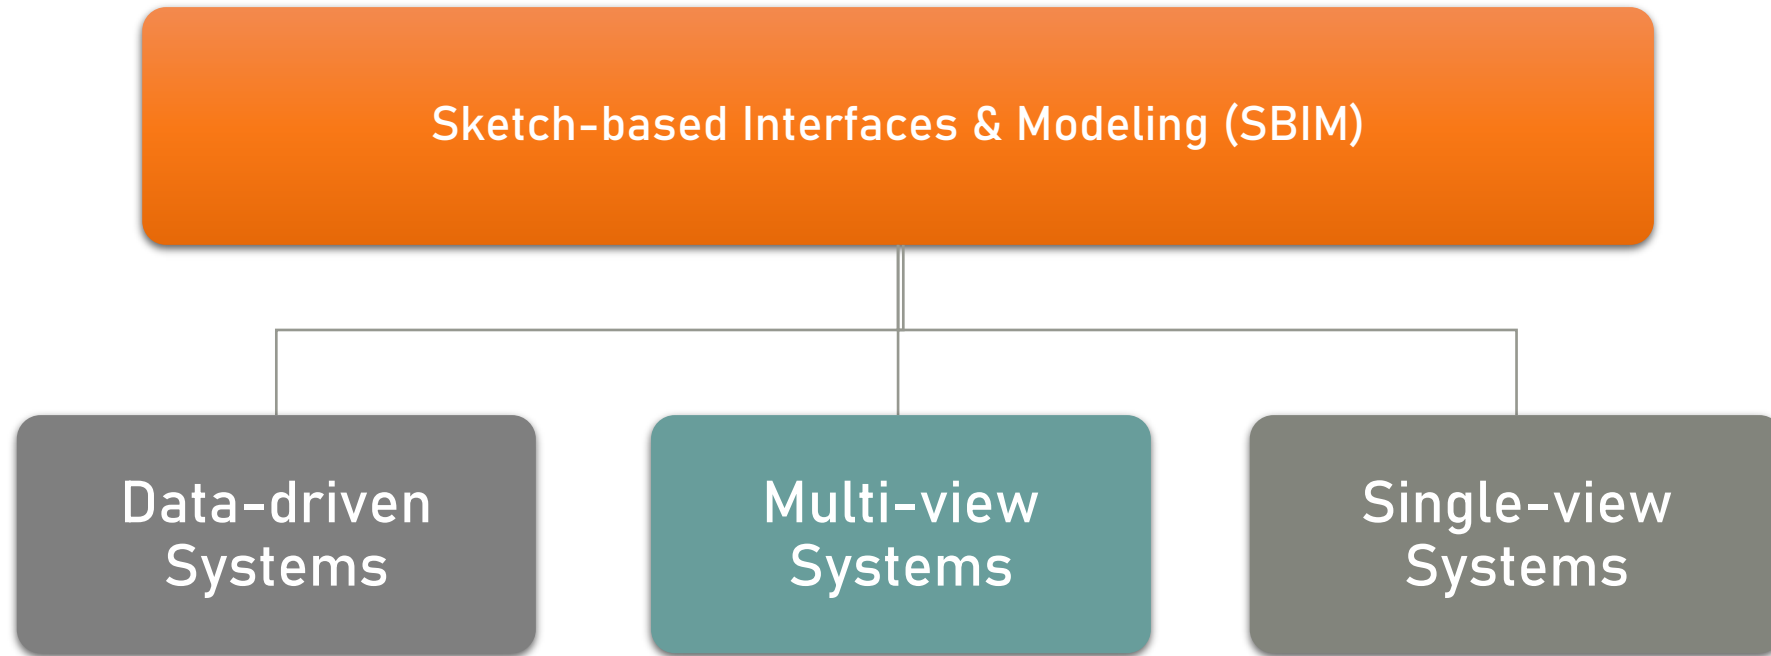 Sketch-based Interfaces & Modeling (SBIM)
Data-driven
Systems
Multi-view
Systems
Single-view
Systems